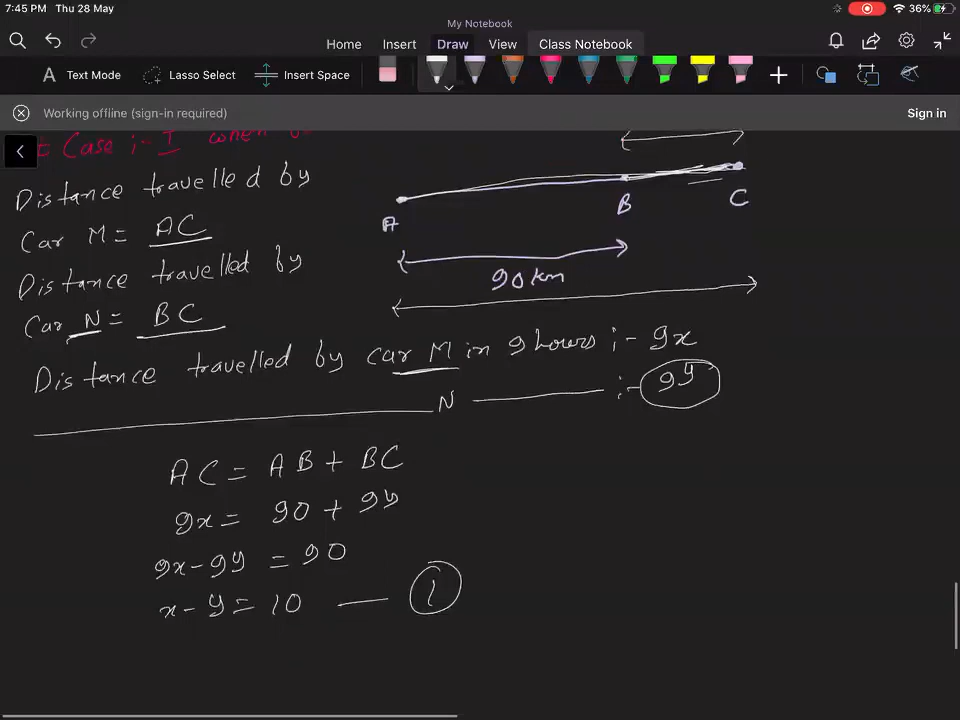 7:45 PM Thu 28 May
36%
My Notebook
Home Insert Draw View Class Notebook
Text Mode Lasso Select Insert Space
Working offline (sign-in required) Sign in
Case :- I when
Distance travelled by
Car M = AC
Distance travelled by
Car N = BC
A B C
90 km
Distance travelled by car M in 9 hours :- 9x
N :- 9y
AC = AB + BC
9x = 90 + 9y
9x - 9y = 90
x - y = 10 — 1